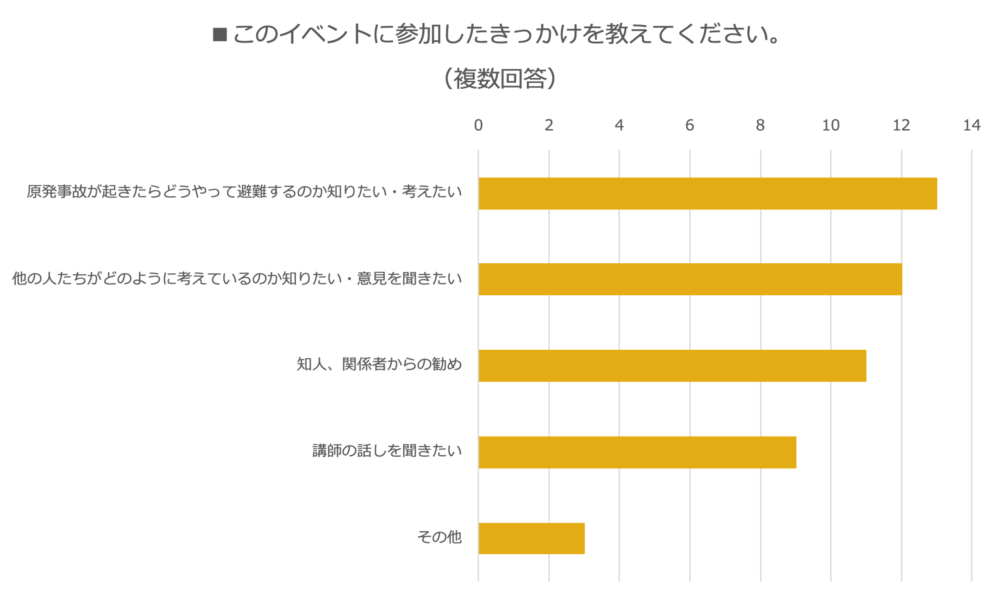 ■ このイベントに参加したきっかけを教えてください。
(複数回答)
0 2 4 6 8 10 12 14
原発事故が起きたらどうやって避難するのか知りたい・考えたい
他の人たちがどのように考えているのか知りたい・意見を聞きたい
知人、関係者からの勧め
講師の話しを聞きたい
その他